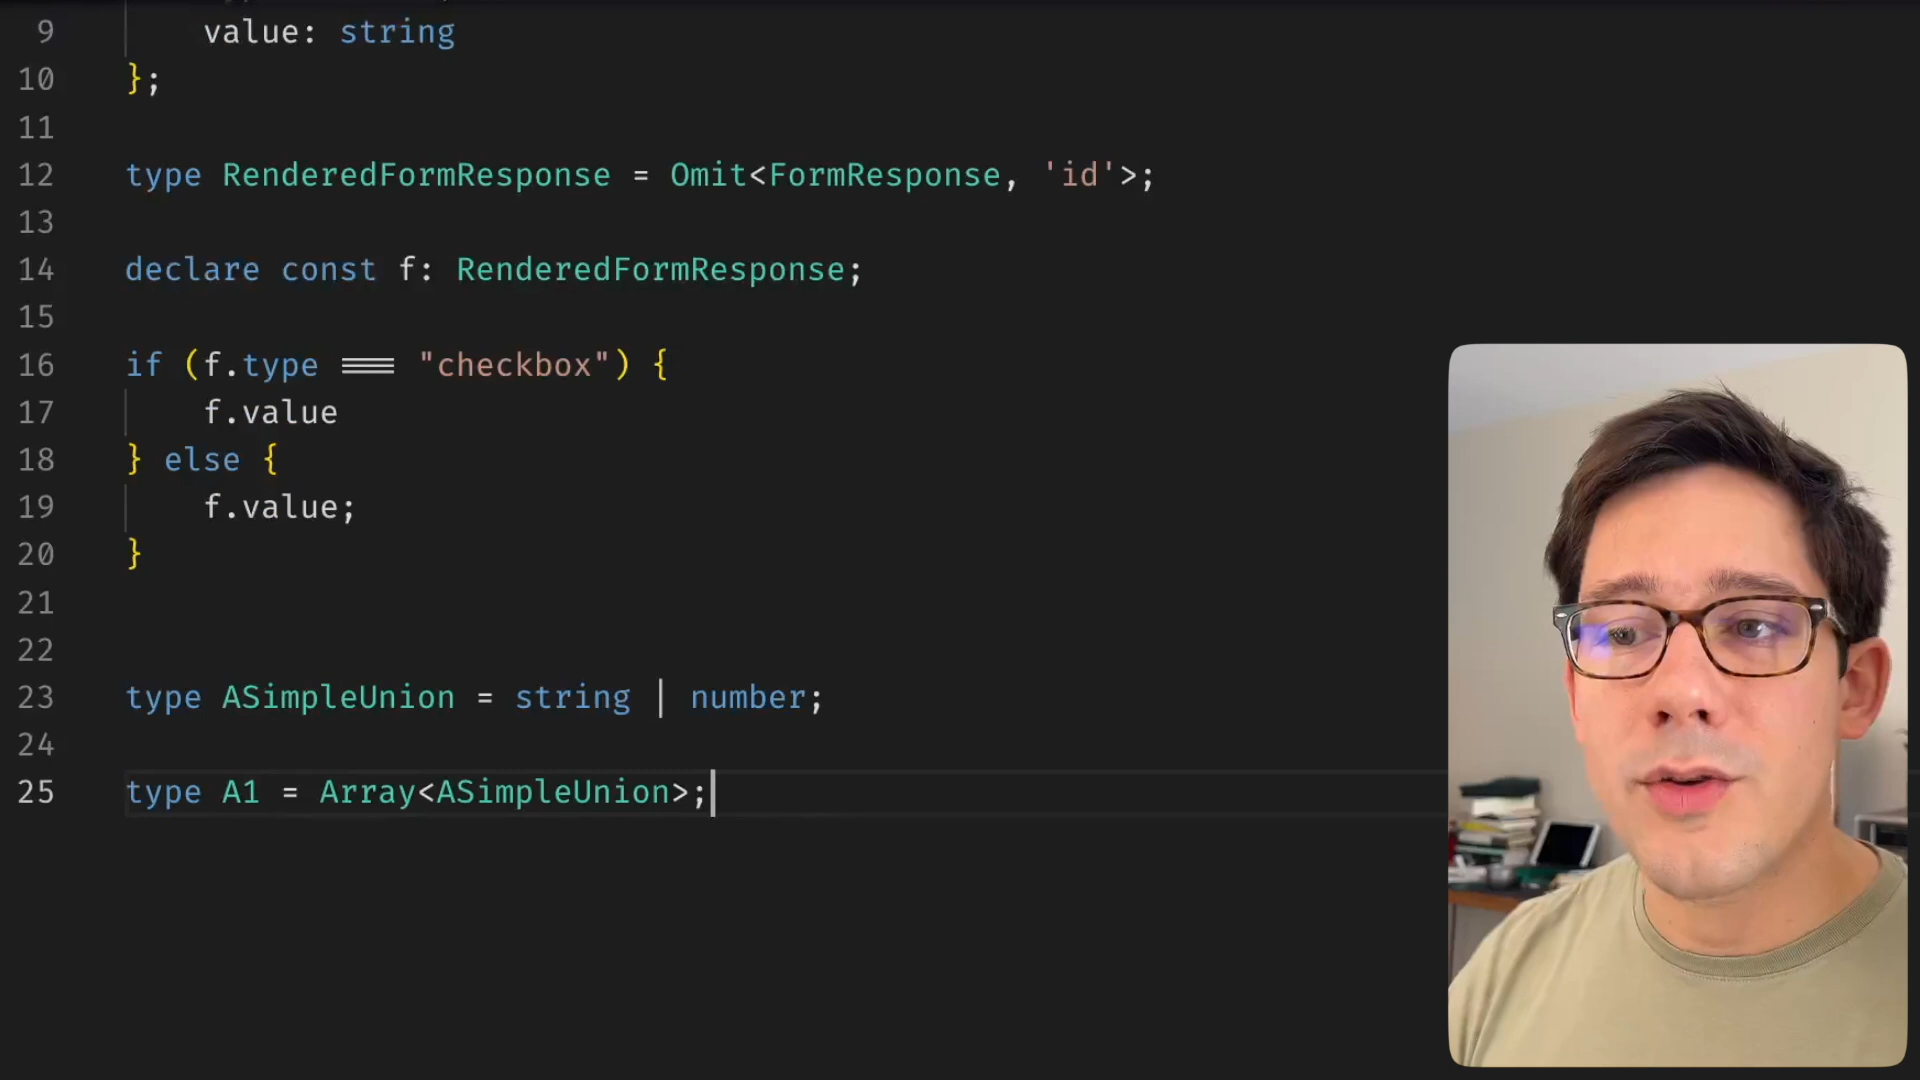 9 value: string
10 };
11
12 type RenderedFormResponse = Omit<FormResponse, 'id'>;
13
14 declare const f: RenderedFormResponse;
15
16 if (f.type === "checkbox") {
17 f.value
18 } else {
19 f.value;
20 }
21
22
23 type ASimpleUnion = string | number;
24
25 type A1 = Array<ASimpleUnion>;